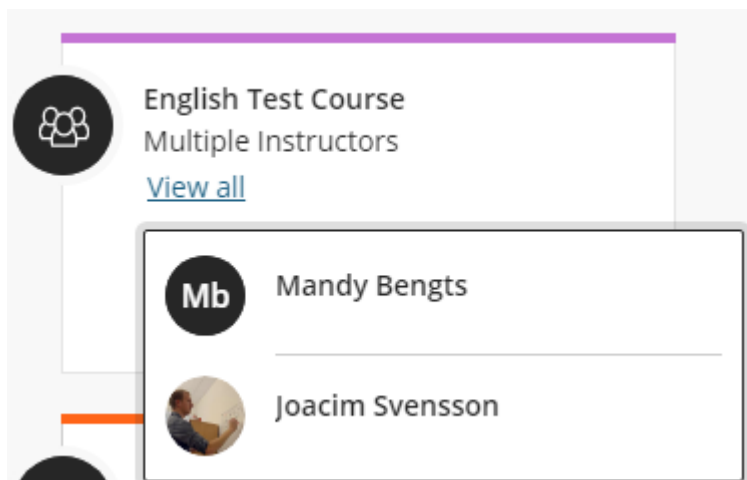 English Test Course
Multiple Instructors
View all
Mb
Mandy Bengts
Joacim Svensson